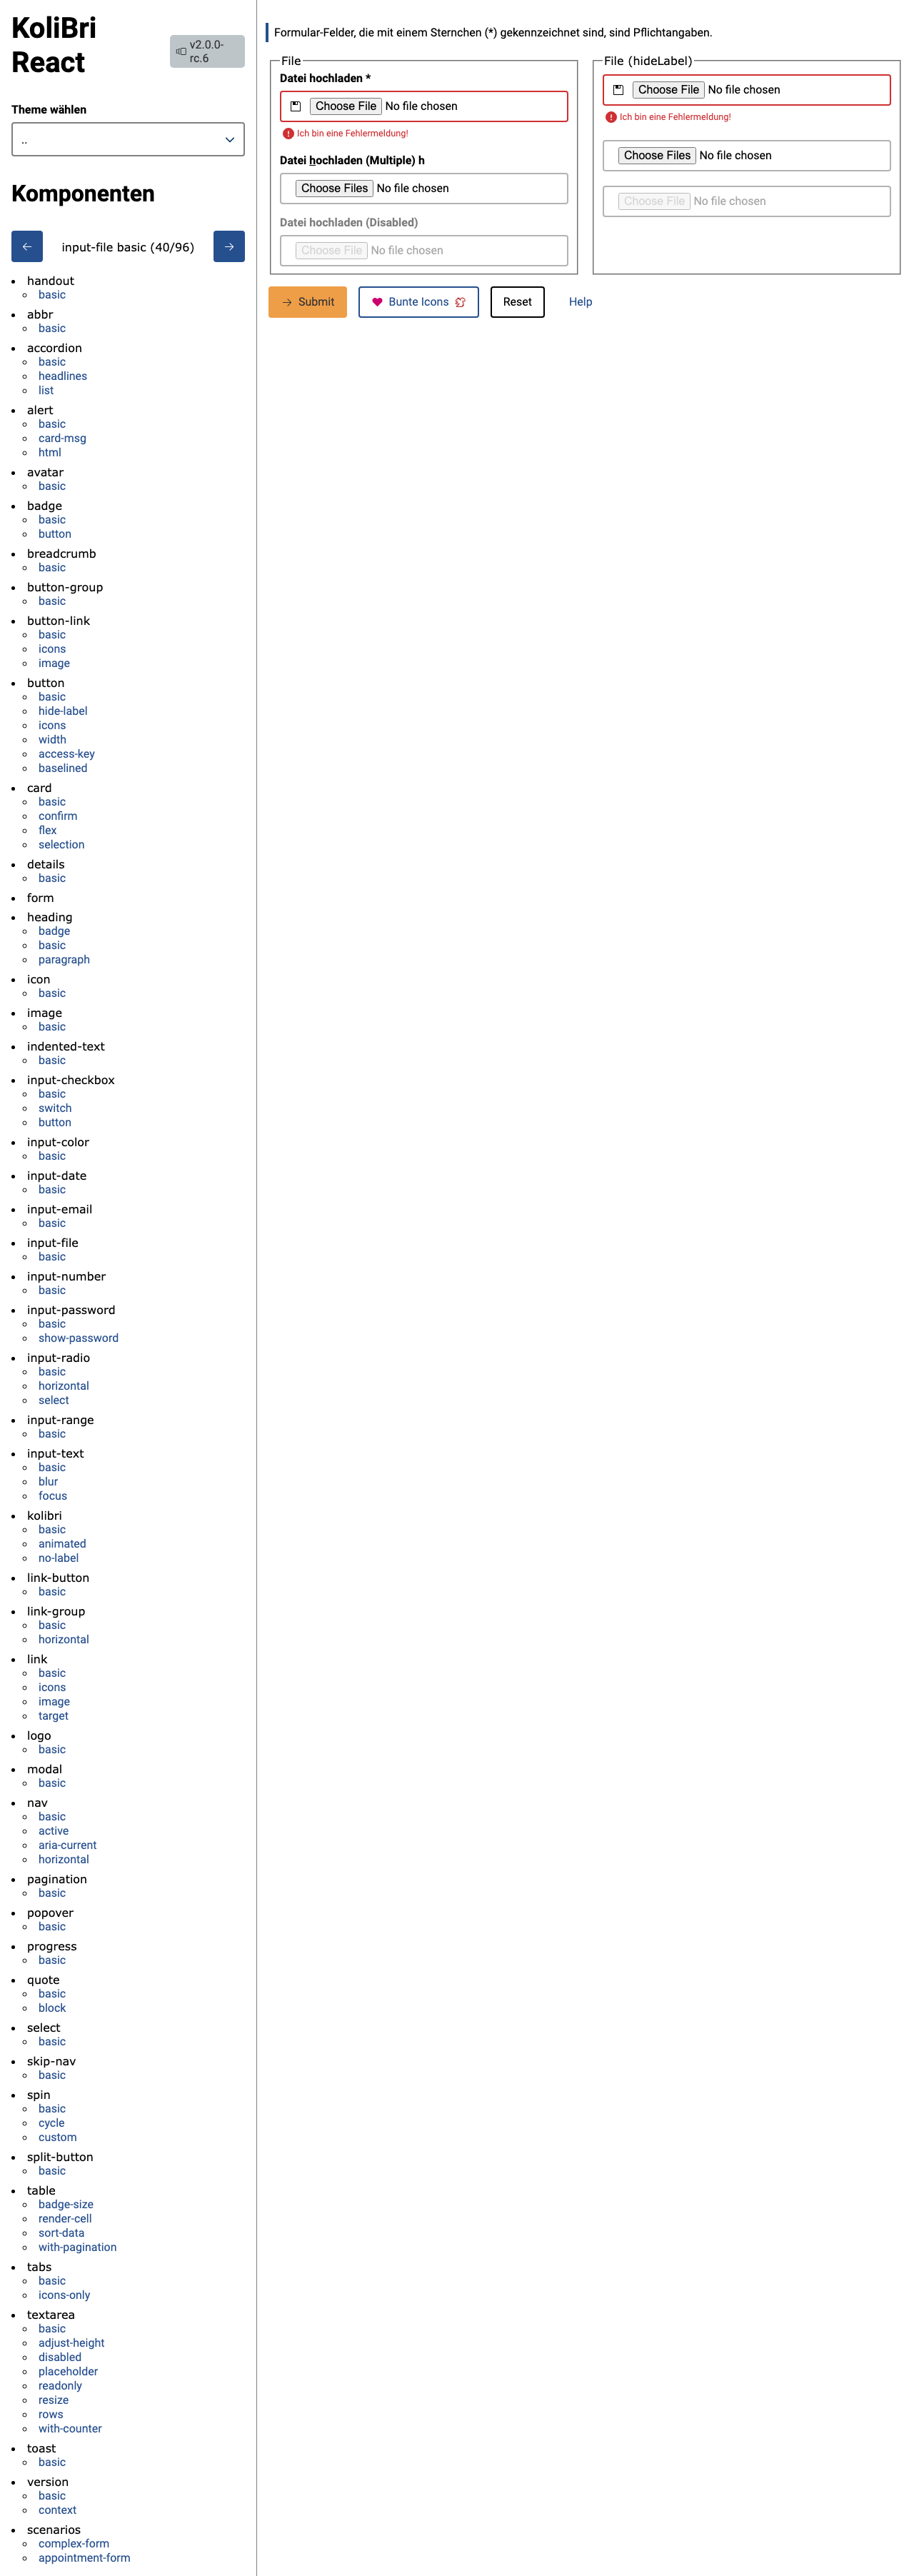 KoliBri
React
v2.0.0-
rc.6
Theme wählen
..
Komponenten
input-file basic (40/96)
handout
basic
abbr
basic
accordion
basic
headlines
list
alert
basic
card-msg
html
avatar
basic
badge
basic
button
breadcrumb
basic
button-group
basic
button-link
basic
icons
image
button
basic
hide-label
icons
width
access-key
baselined
card
basic
confirm
flex
selection
details
basic
form
heading
badge
basic
paragraph
icon
basic
image
basic
indented-text
basic
input-checkbox
basic
switch
button
input-color
basic
input-date
basic
input-email
basic
input-file
basic
input-number
basic
input-password
basic
show-password
input-radio
basic
horizontal
select
input-range
basic
input-text
basic
blur
focus
kolibri
basic
animated
no-label
link-button
basic
link-group
basic
horizontal
link
basic
icons
image
target
logo
basic
modal
basic
nav
basic
active
aria-current
horizontal
pagination
basic
popover
basic
progress
basic
quote
basic
block
select
basic
skip-nav
basic
spin
basic
cycle
custom
split-button
basic
table
badge-size
render-cell
sort-data
with-pagination
tabs
basic
icons-only
textarea
basic
adjust-height
disabled
placeholder
readonly
resize
rows
with-counter
toast
basic
version
basic
context
scenarios
complex-form
appointment-form
Formular-Felder, die mit einem Sternchen (*) gekennzeichnet sind, sind Pflichtangaben.
File
Datei hochladen *
Choose File No file chosen
Ich bin eine Fehlermeldung!
Datei hochladen (Multiple) h
Choose Files No file chosen
Datei hochladen (Disabled)
Choose File No file chosen
File (hideLabel)
Choose File No file chosen
Ich bin eine Fehlermeldung!
Choose Files No file chosen
Choose File No file chosen
Submit Bunte Icons Reset Help